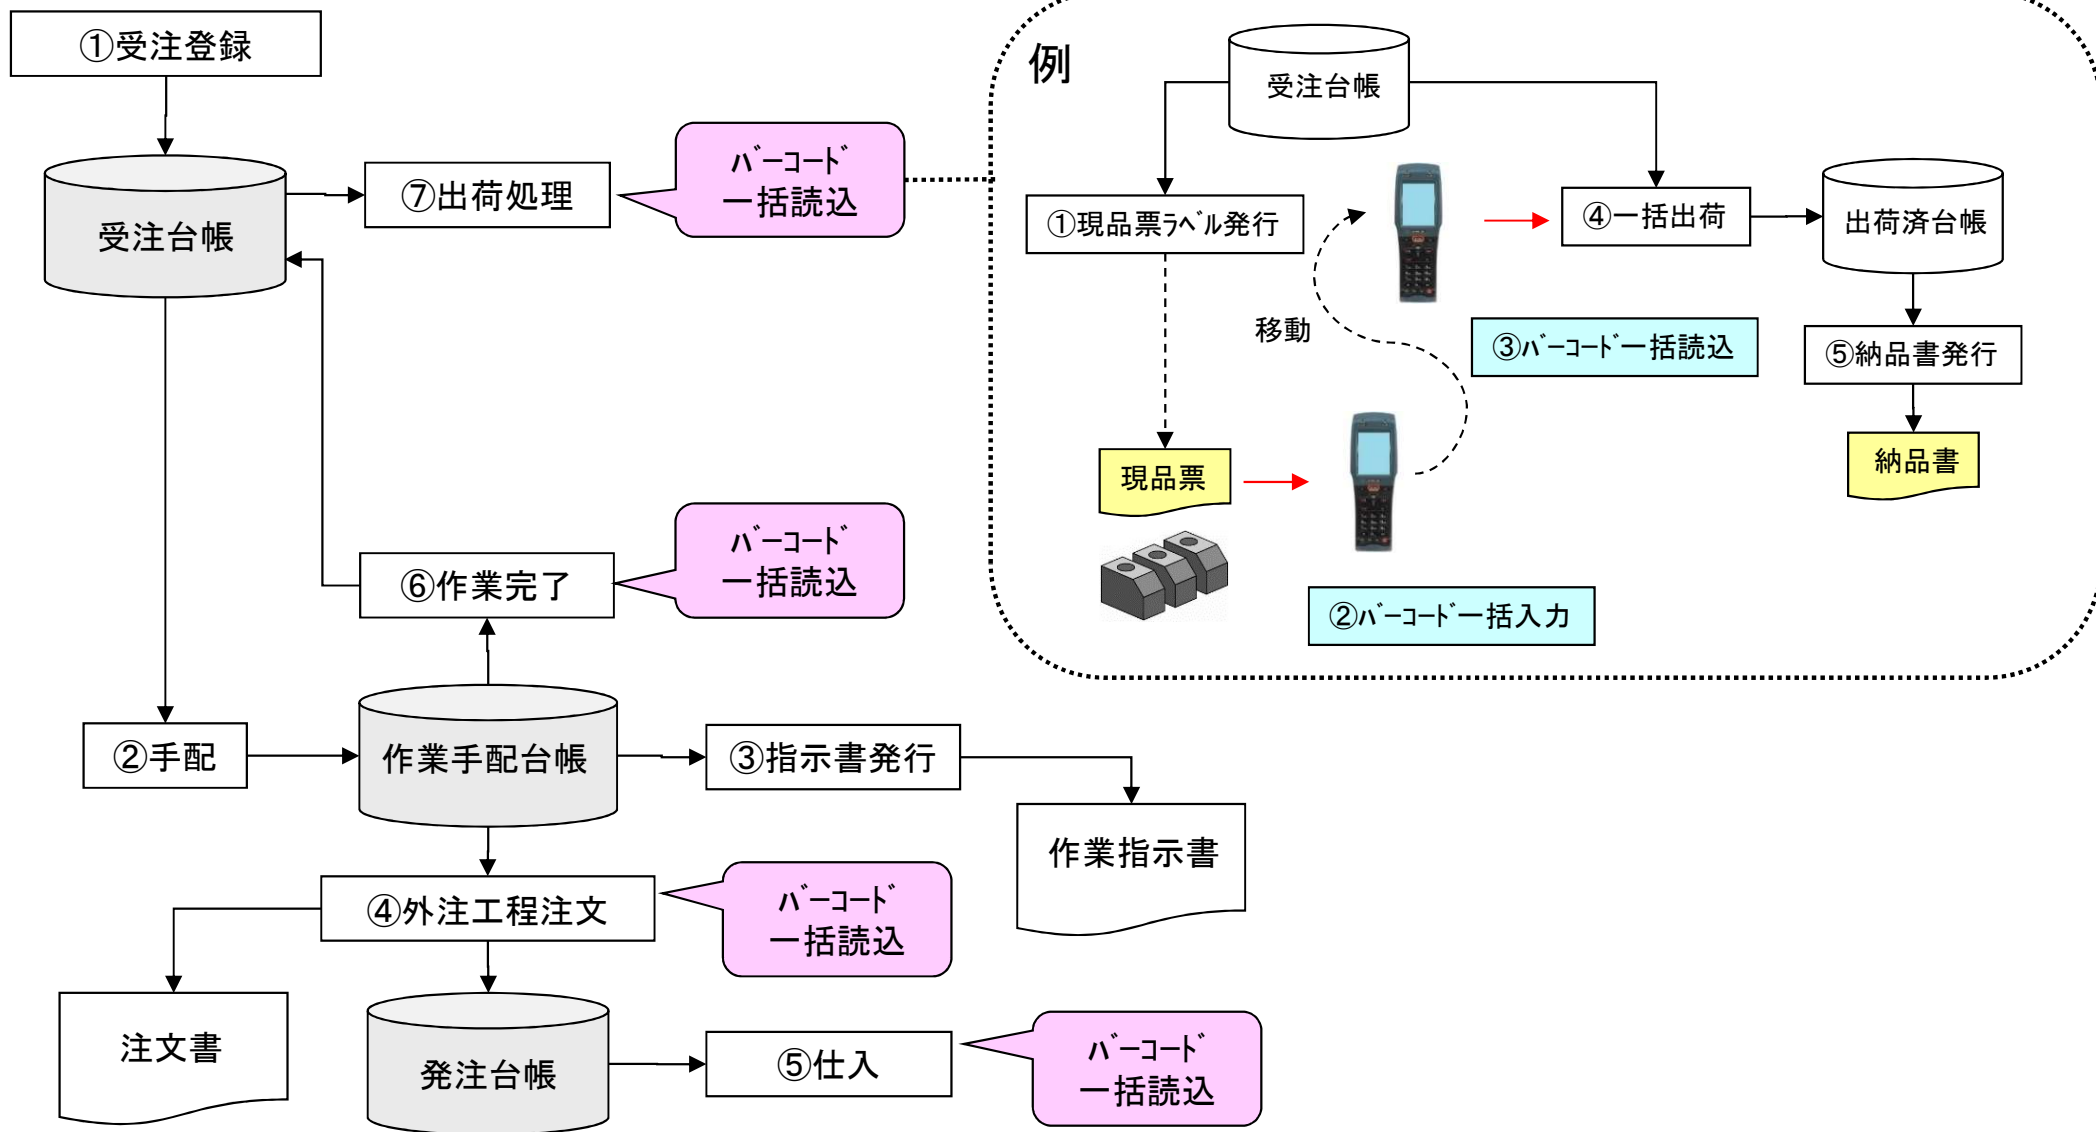 ①受注登録
受注台帳
⑦出荷処理
ﾊﾞｰｺｰﾄﾞ
一括読込
⑥作業完了
ﾊﾞｰｺｰﾄﾞ
一括読込
②手配
作業手配台帳
③指示書発行
作業指示書
④外注工程注文
ﾊﾞｰｺｰﾄﾞ
一括読込
注文書
発注台帳
⑤仕入
ﾊﾞｰｺｰﾄﾞ
一括読込
例
受注台帳
①現品票ﾗﾍﾞﾙ発行
④一括出荷
出荷済台帳
移動
③ﾊﾞｰｺｰﾄﾞ一括読込
⑤納品書発行
現品票
納品書
②ﾊﾞｰｺｰﾄﾞ一括入力